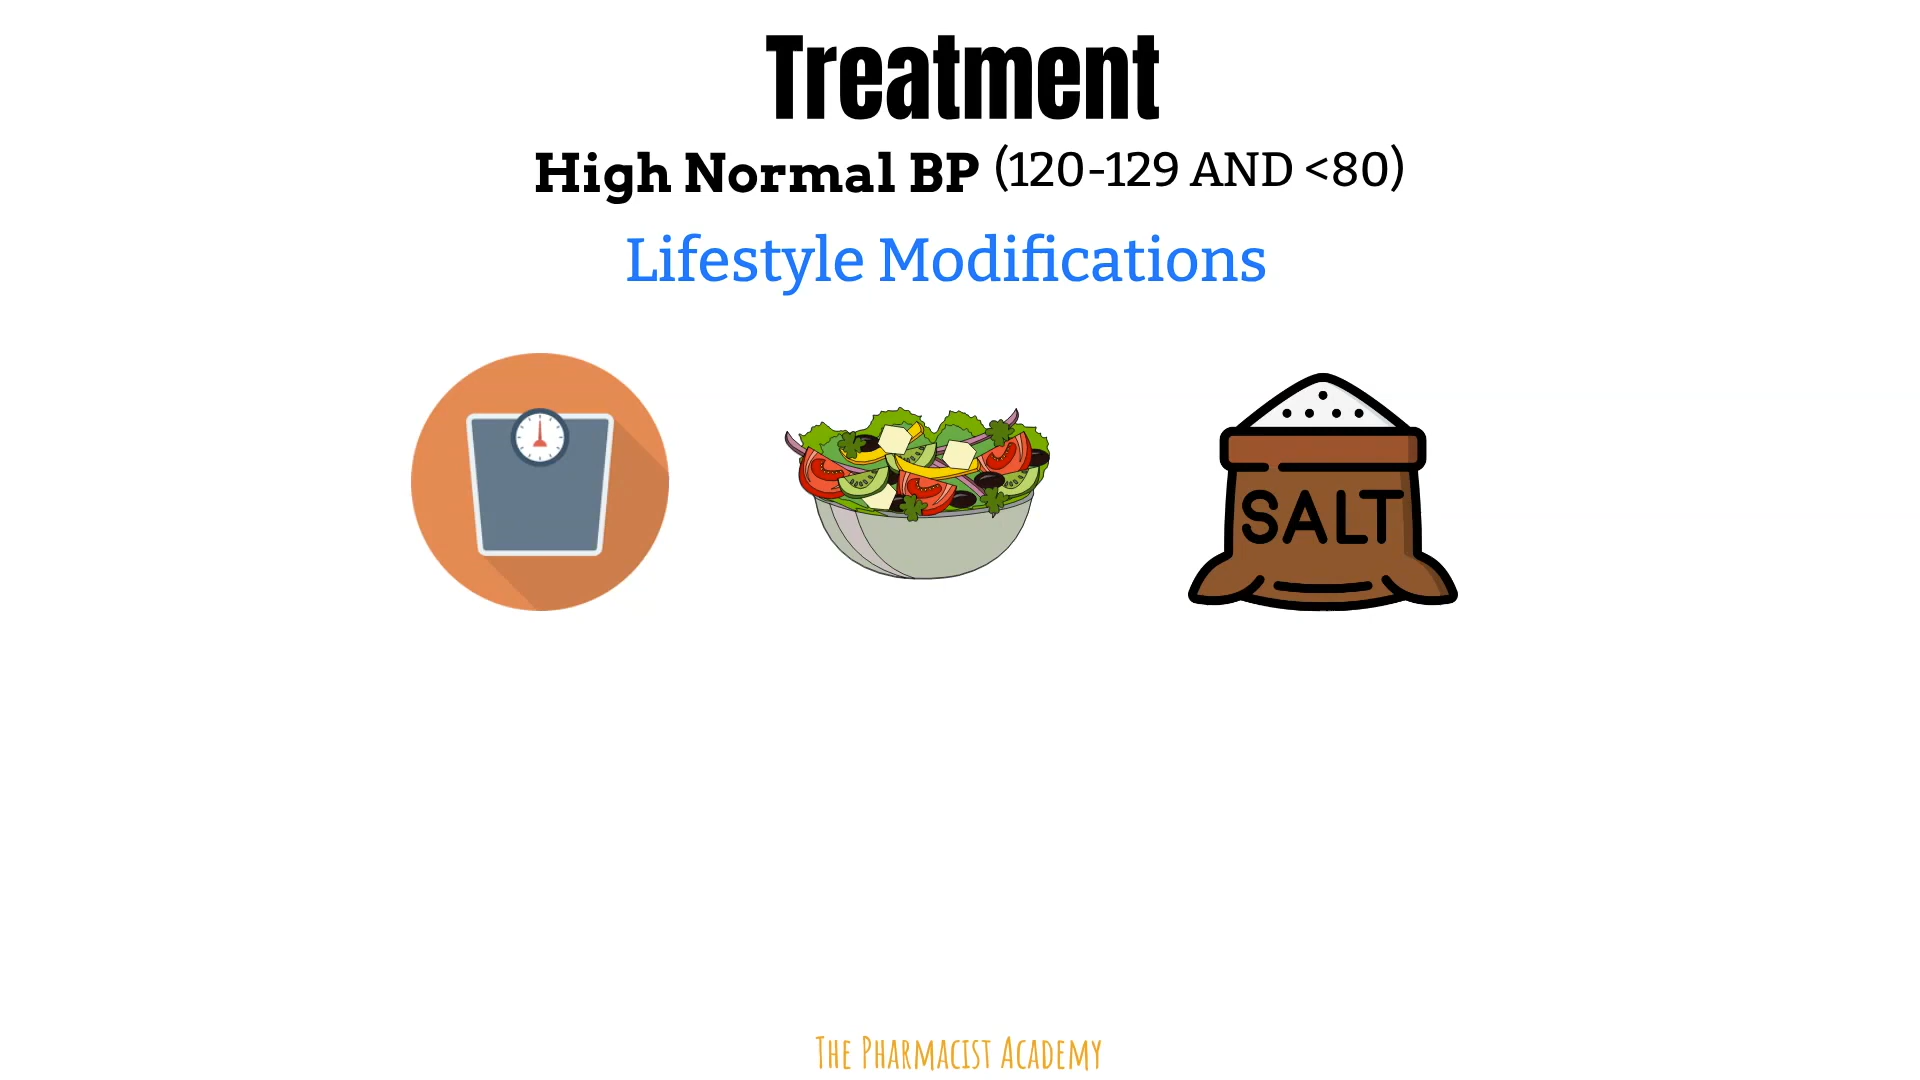 Treatment
High Normal BP (120-129 AND <80)
Lifestyle Modifications
SALT
The Pharmacist Academy